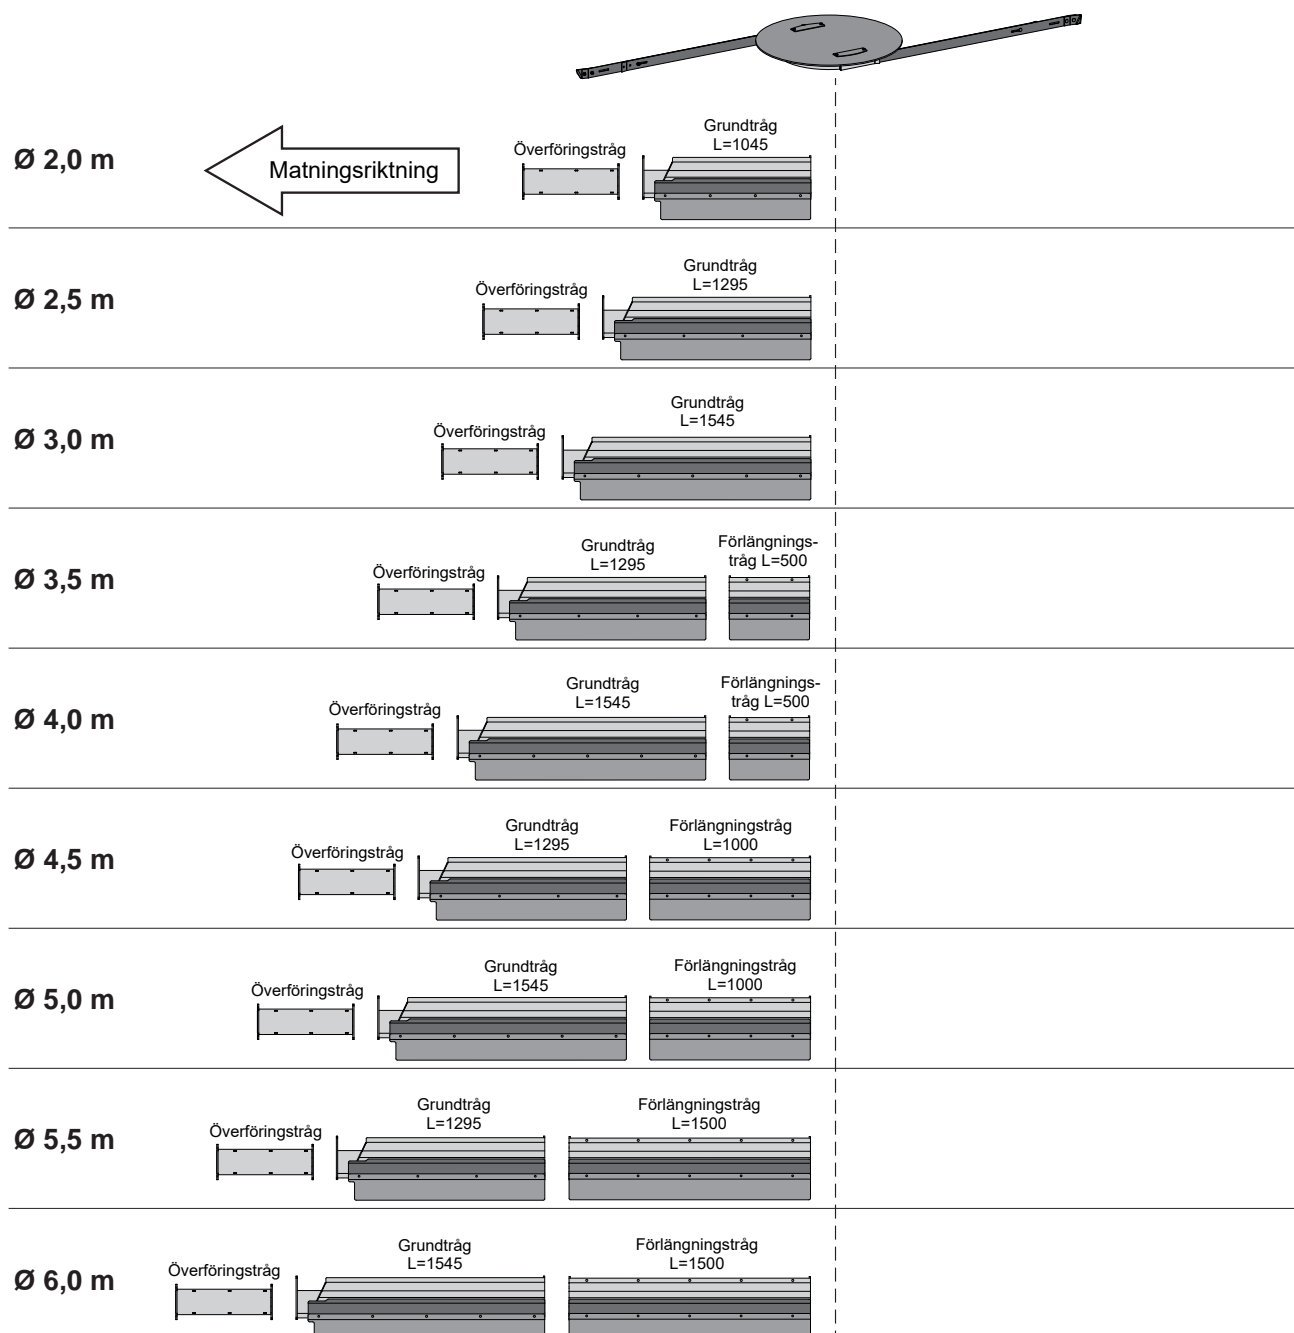 Ø 2,0 m
Matningsriktning
Överföringstråg
Grundtråg
L=1045
Ø 2,5 m
Överföringstråg
Grundtråg
L=1295
Ø 3,0 m
Överföringstråg
Grundtråg
L=1545
Ø 3,5 m
Överföringstråg
Grundtråg
L=1295
Förlängnings-
tråg L=500
Ø 4,0 m
Överföringstråg
Grundtråg
L=1545
Förlängnings-
tråg L=500
Ø 4,5 m
Överföringstråg
Grundtråg
L=1295
Förlängningstråg
L=1000
Ø 5,0 m
Överföringstråg
Grundtråg
L=1545
Förlängningstråg
L=1000
Ø 5,5 m
Överföringstråg
Grundtråg
L=1295
Förlängningstråg
L=1500
Ø 6,0 m
Överföringstråg
Grundtråg
L=1545
Förlängningstråg
L=1500